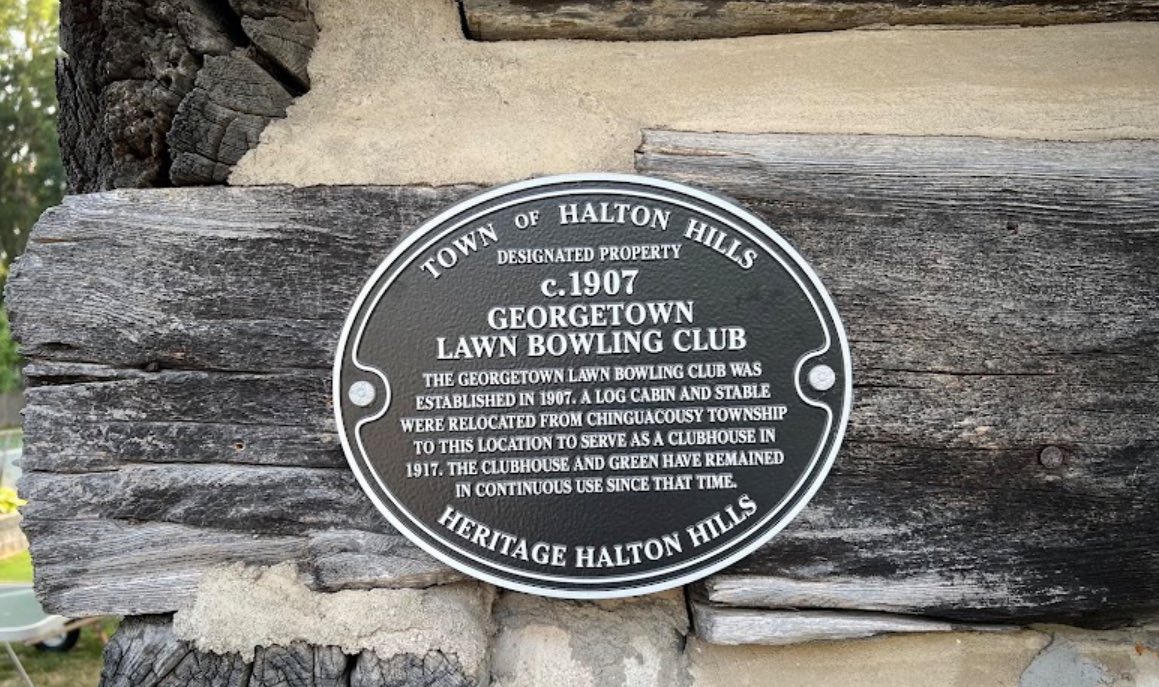 TOWN OF HALTON HILLS
DESIGNATED PROPERTY
c.1907
GEORGETOWN
LAWN BOWLING CLUB
THE GEORGETOWN LAWN BOWLING CLUB WAS
ESTABLISHED IN 1907. A LOG CABIN AND STABLE
WERE RELOCATED FROM CHINGUACOUSY TOWNSHIP
TO THIS LOCATION TO SERVE AS A CLUBHOUSE IN
1917. THE CLUBHOUSE AND GREEN HAVE REMAINED
IN CONTINUOUS USE SINCE THAT TIME.
HERITAGE HALTON HILLS